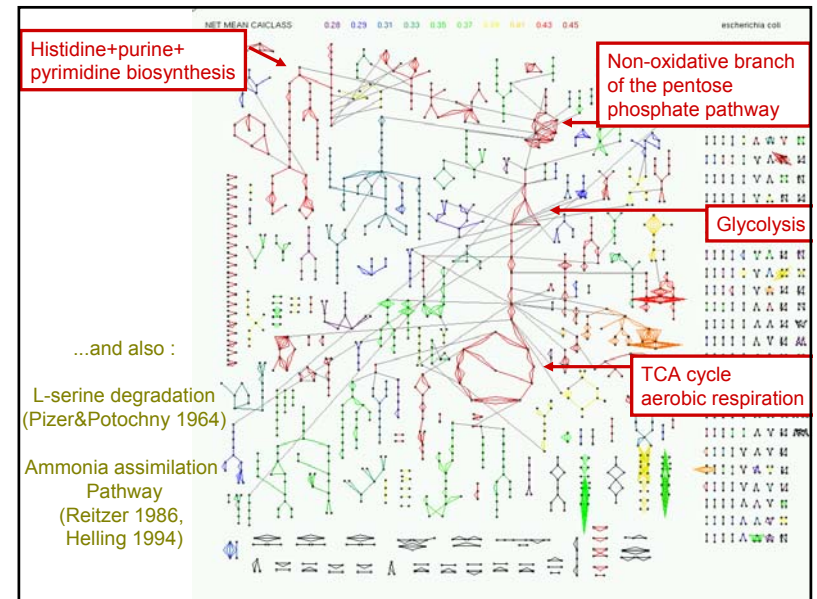 NET MEAN CAICLASS 0.28 0.29 0.31 0.33 0.35 0.37 0.41 0.43 0.45 escherichia coli
Histidine+purine+
pyrimidine biosynthesis
Non-oxidative branch
of the pentose
phosphate pathway
Glycolysis
...and also :
TCA cycle
aerobic respiration
L-serine degradation
(Pizer&Potochny 1964)
Ammonia assimilation
Pathway
(Reitzer 1986,
Helling 1994)